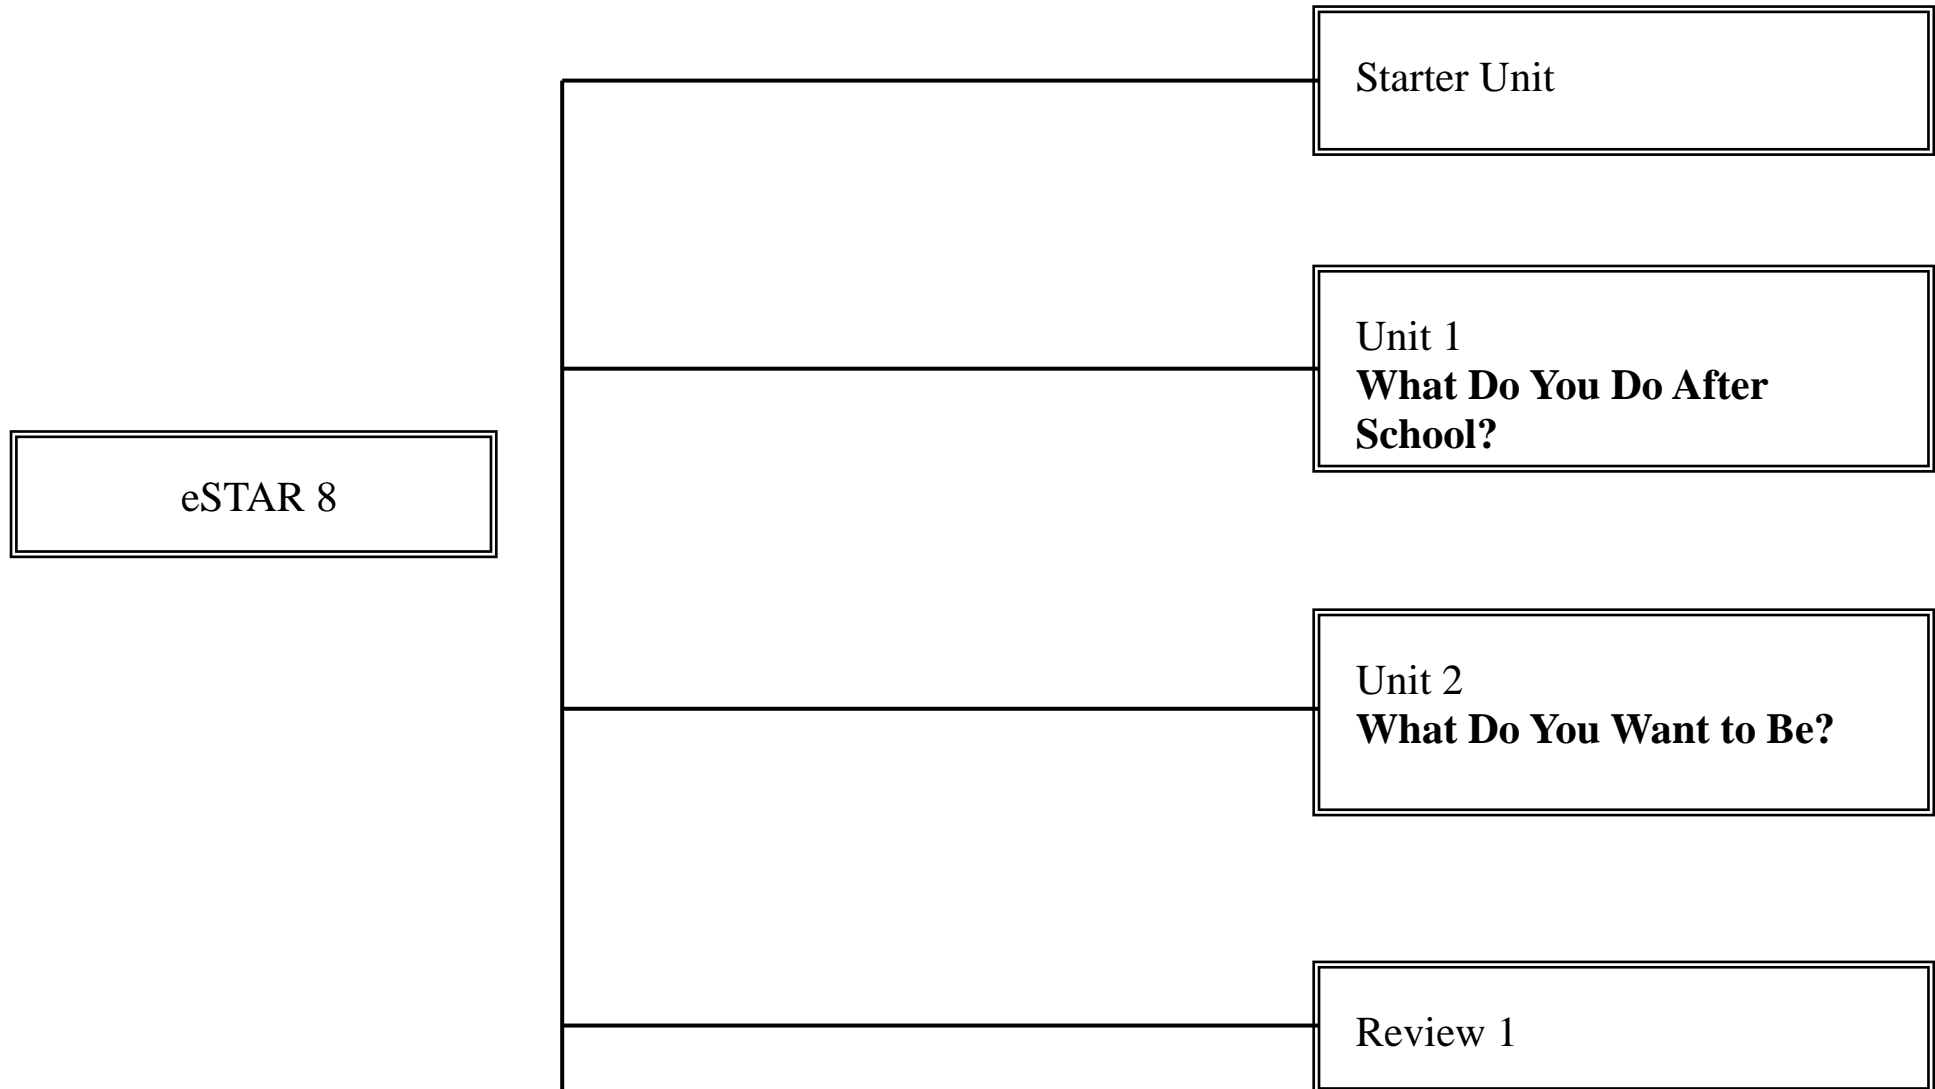 Starter Unit
Unit 1
What Do You Do After
School?
eSTAR 8
Unit 2
What Do You Want to Be?
Review 1